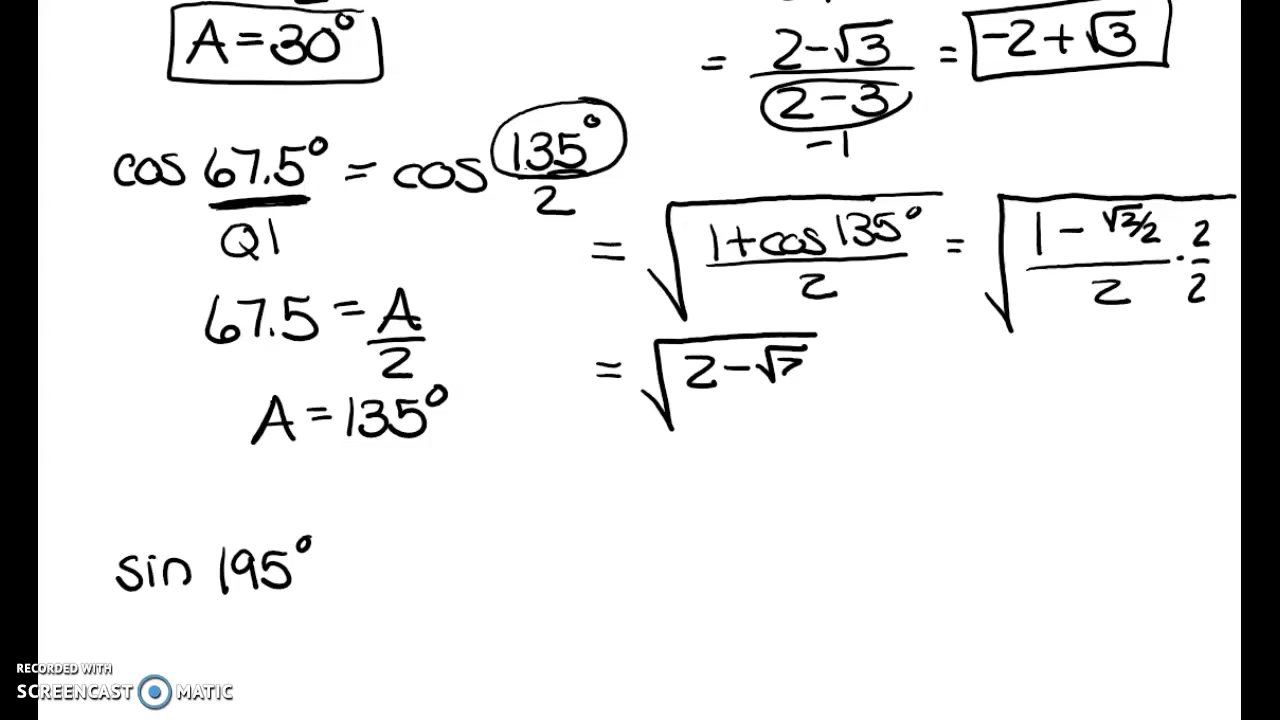 A = 30°
= (2 - √3)/(2 - 3) = -2 + √3
-1
cos 67.5° = cos 135°/2
Q1
= √((1 + cos 135°)/2) = √((1 - √2/2)/2 · 2/2)
67.5 = A/2
= √(2 - √2
A = 135°
sin 195°
RECORDED WITH
SCREENCAST MATIC